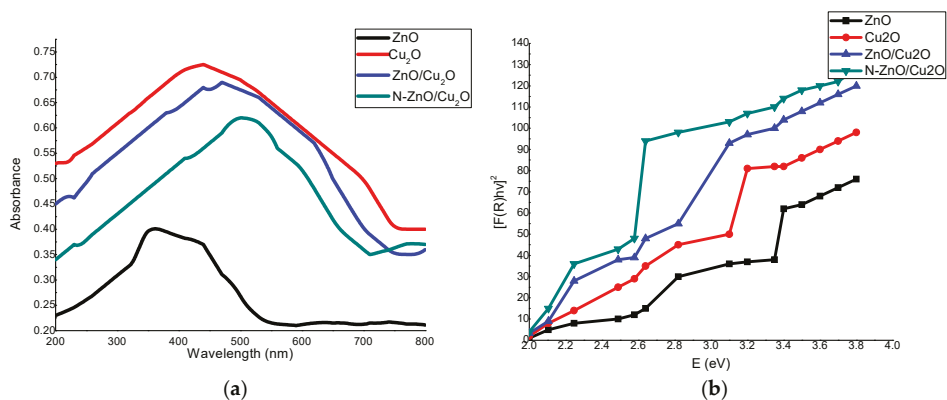 ZnO
Cu₂O
ZnO/Cu₂O
N-ZnO/Cu₂O
0.75
0.70
0.65
0.60
0.55
0.50
0.45
0.40
0.35
0.30
0.25
0.20
Absorbance
200 300 400 500 600 700 800
Wavelength (nm)
(a)
ZnO
Cu2O
ZnO/Cu2O
N-ZnO/Cu2O
140
130
120
110
100
90
80
70
60
50
40
30
20
10
0
[F(R)hv]²
2.0 2.2 2.4 2.6 2.8 3.0 3.2 3.4 3.6 3.8 4.0
E (eV)
(b)